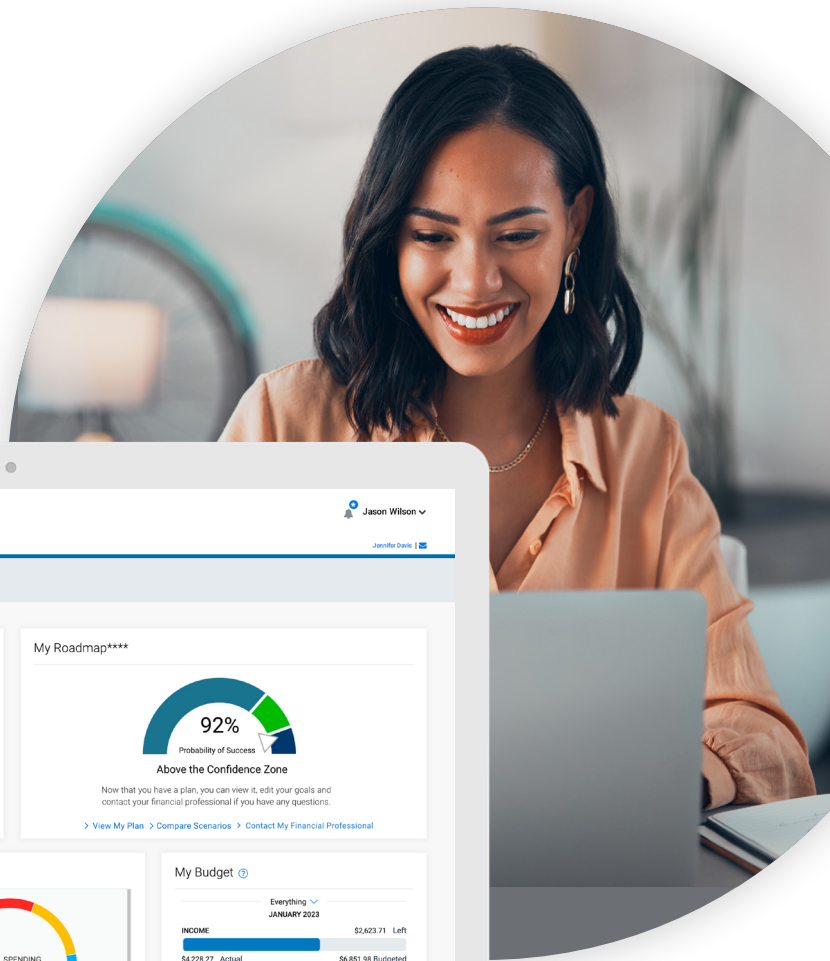 Jason Wilson
Jennifer Davis |
My Roadmap****
92%
Probability of Success
Above the Confidence Zone
Now that you have a plan, you can view it, edit your goals and
contact your financial professional if you have any questions.
> View My Plan > Compare Scenarios > Contact My Financial Professional
SPENDING
My Budget ?
Everything
JANUARY 2023
INCOME $2,623.71 Left
$4,228.27 Actual $6,851.98 Budgeted